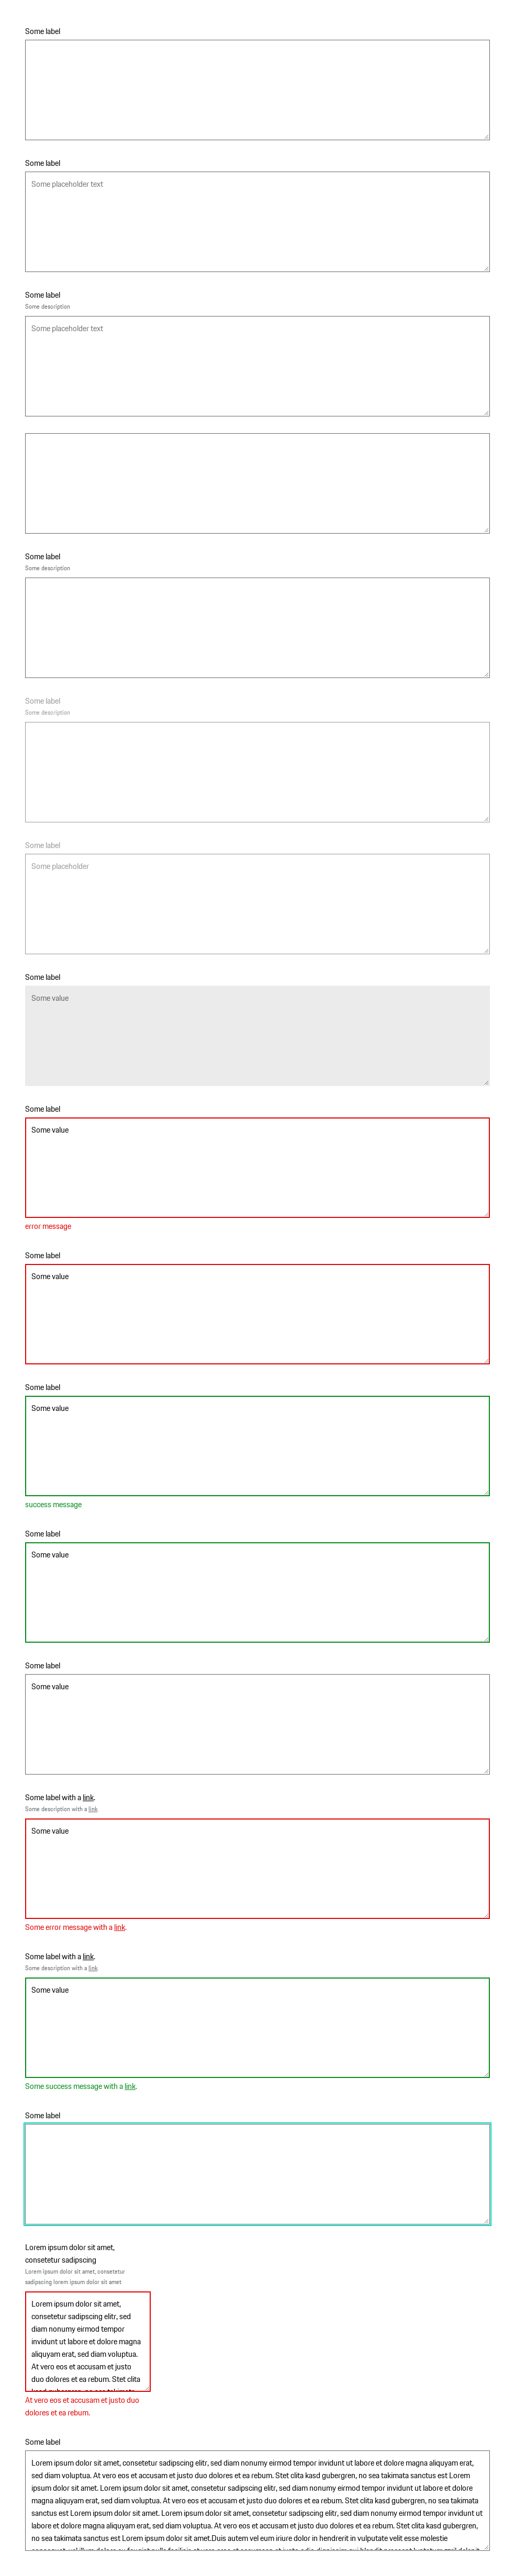 Some label
Some label
Some placeholder text
Some label
Some description
Some placeholder text
Some label
Some description
Some label
Some description
Some label
Some placeholder
Some label
Some value
Some label
Some value
error message
Some label
Some value
Some label
Some value
success message
Some label
Some value
Some label
Some value
Some label with a link.
Some description with a link
Some value
Some error message with a link.
Some label with a link.
Some description with a link
Some value
Some success message with a link.
Some label
Lorem ipsum dolor sit amet,
consetetur sadipscing
Lorem ipsum dolor sit amet, consetetur
sadipscing lorem ipsum dolor sit amet
Lorem ipsum dolor sit amet,
consetetur sadipscing elitr, sed
diam nonumy eirmod tempor
invidunt ut labore et dolore magna
aliquyam erat, sed diam voluptua.
At vero eos et accusam et justo
duo dolores et ea rebum. Stet clita
At vero eos et accusam et justo duo
dolores et ea rebum.
Some label
Lorem ipsum dolor sit amet, consetetur sadipscing elitr, sed diam nonumy eirmod tempor invidunt ut labore et dolore magna aliquyam erat,
sed diam voluptua. At vero eos et accusam et justo duo dolores et ea rebum. Stet clita kasd gubergren, no sea takimata sanctus est Lorem
ipsum dolor sit amet. Lorem ipsum dolor sit amet, consetetur sadipscing elitr, sed diam nonumy eirmod tempor invidunt ut labore et dolore
magna aliquyam erat, sed diam voluptua. At vero eos et accusam et justo duo dolores et ea rebum. Stet clita kasd gubergren, no sea takimata
sanctus est Lorem ipsum dolor sit amet. Lorem ipsum dolor sit amet, consetetur sadipscing elitr, sed diam nonumy eirmod tempor invidunt ut
labore et dolore magna aliquyam erat, sed diam voluptua. At vero eos et accusam et justo duo dolores et ea rebum. Stet clita kasd gubergren,
no sea takimata sanctus est Lorem ipsum dolor sit amet.Duis autem vel eum iriure dolor in hendrerit in vulputate velit esse molestie